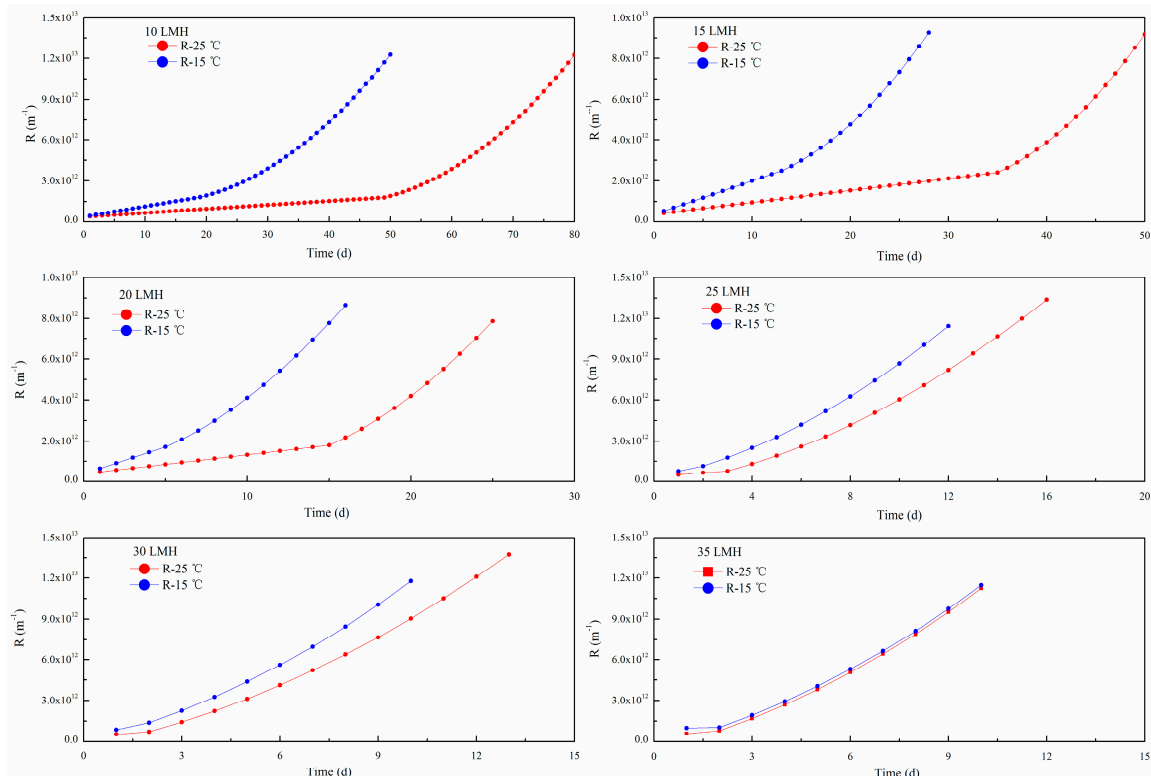 10 LMH
R-25 ℃
R-15 ℃
R (m⁻¹)
1.5x10¹³
1.2x10¹³
9.0x10¹²
6.0x10¹²
3.0x10¹²
0.0
0 10 20 30 40 50 60 70 80
Time (d)
15 LMH
R-25 ℃
R-15 ℃
R (m⁻¹)
1.0x10¹³
8.0x10¹²
6.0x10¹²
4.0x10¹²
2.0x10¹²
0.0
0 10 20 30 40 50
Time (d)
20 LMH
R-25 ℃
R-15 ℃
R (m⁻¹)
1.0x10¹³
8.0x10¹²
6.0x10¹²
4.0x10¹²
2.0x10¹²
0.0
0 10 20 30
Time (d)
25 LMH
R-25 ℃
R-15 ℃
R (m⁻¹)
1.5x10¹³
1.2x10¹³
9.0x10¹²
6.0x10¹²
3.0x10¹²
0.0
0 4 8 12 16 20
Time (d)
30 LMH
R-25 ℃
R-15 ℃
R (m⁻¹)
1.5x10¹³
1.2x10¹³
9.0x10¹²
6.0x10¹²
3.0x10¹²
0.0
0 3 6 9 12 15
Time (d)
35 LMH
R-25 ℃
R-15 ℃
R (m⁻¹)
1.5x10¹³
1.2x10¹³
9.0x10¹²
6.0x10¹²
3.0x10¹²
0.0
0 3 6 9 12 15
Time (d)